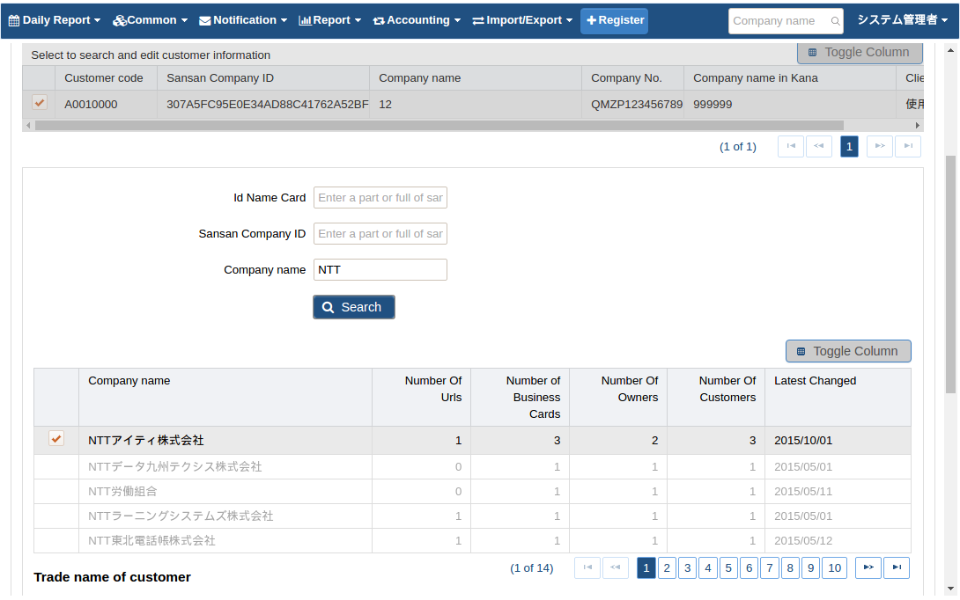 Daily Report Common Notification Report Accounting Import/Export Register Company name システム管理者
Select to search and edit customer information Toggle Column
Customer code Sansan Company ID Company name Company No. Company name in Kana Clie
A0010000 307A5FC95E0E34AD88C41762A52BF 12 QMZP123456789 999999 使用
(1 of 1) 1
Id Name Card Enter a part or full of sar
Sansan Company ID Enter a part or full of sar
Company name NTT
Search
Toggle Column
Company name Number Of Urls Number of Business Cards Number Of Owners Number Of Customers Latest Changed
NTTアイティ株式会社 1 3 2 3 2015/10/01
NTTデータ九州テクシス株式会社 0 1 1 1 2015/05/01
NTT労働組合 0 1 1 1 2015/05/11
NTTラーニングシステムズ株式会社 1 1 1 1 2015/05/01
NTT東北電話帳株式会社 1 1 1 1 2015/05/12
(1 of 14) 1 2 3 4 5 6 7 8 9 10
Trade name of customer